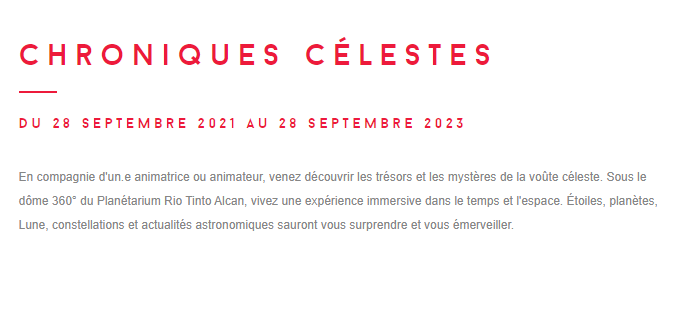 CHRONIQUES CÉLESTES
DU 28 SEPTEMBRE 2021 AU 28 SEPTEMBRE 2023
En compagnie d'un.e animatrice ou animateur, venez découvrir les trésors et les mystères de la voûte céleste. Sous le
dôme 360° du Planétarium Rio Tinto Alcan, vivez une expérience immersive dans le temps et l'espace. Étoiles, planètes,
Lune, constellations et actualités astronomiques sauront vous surprendre et vous émerveiller.